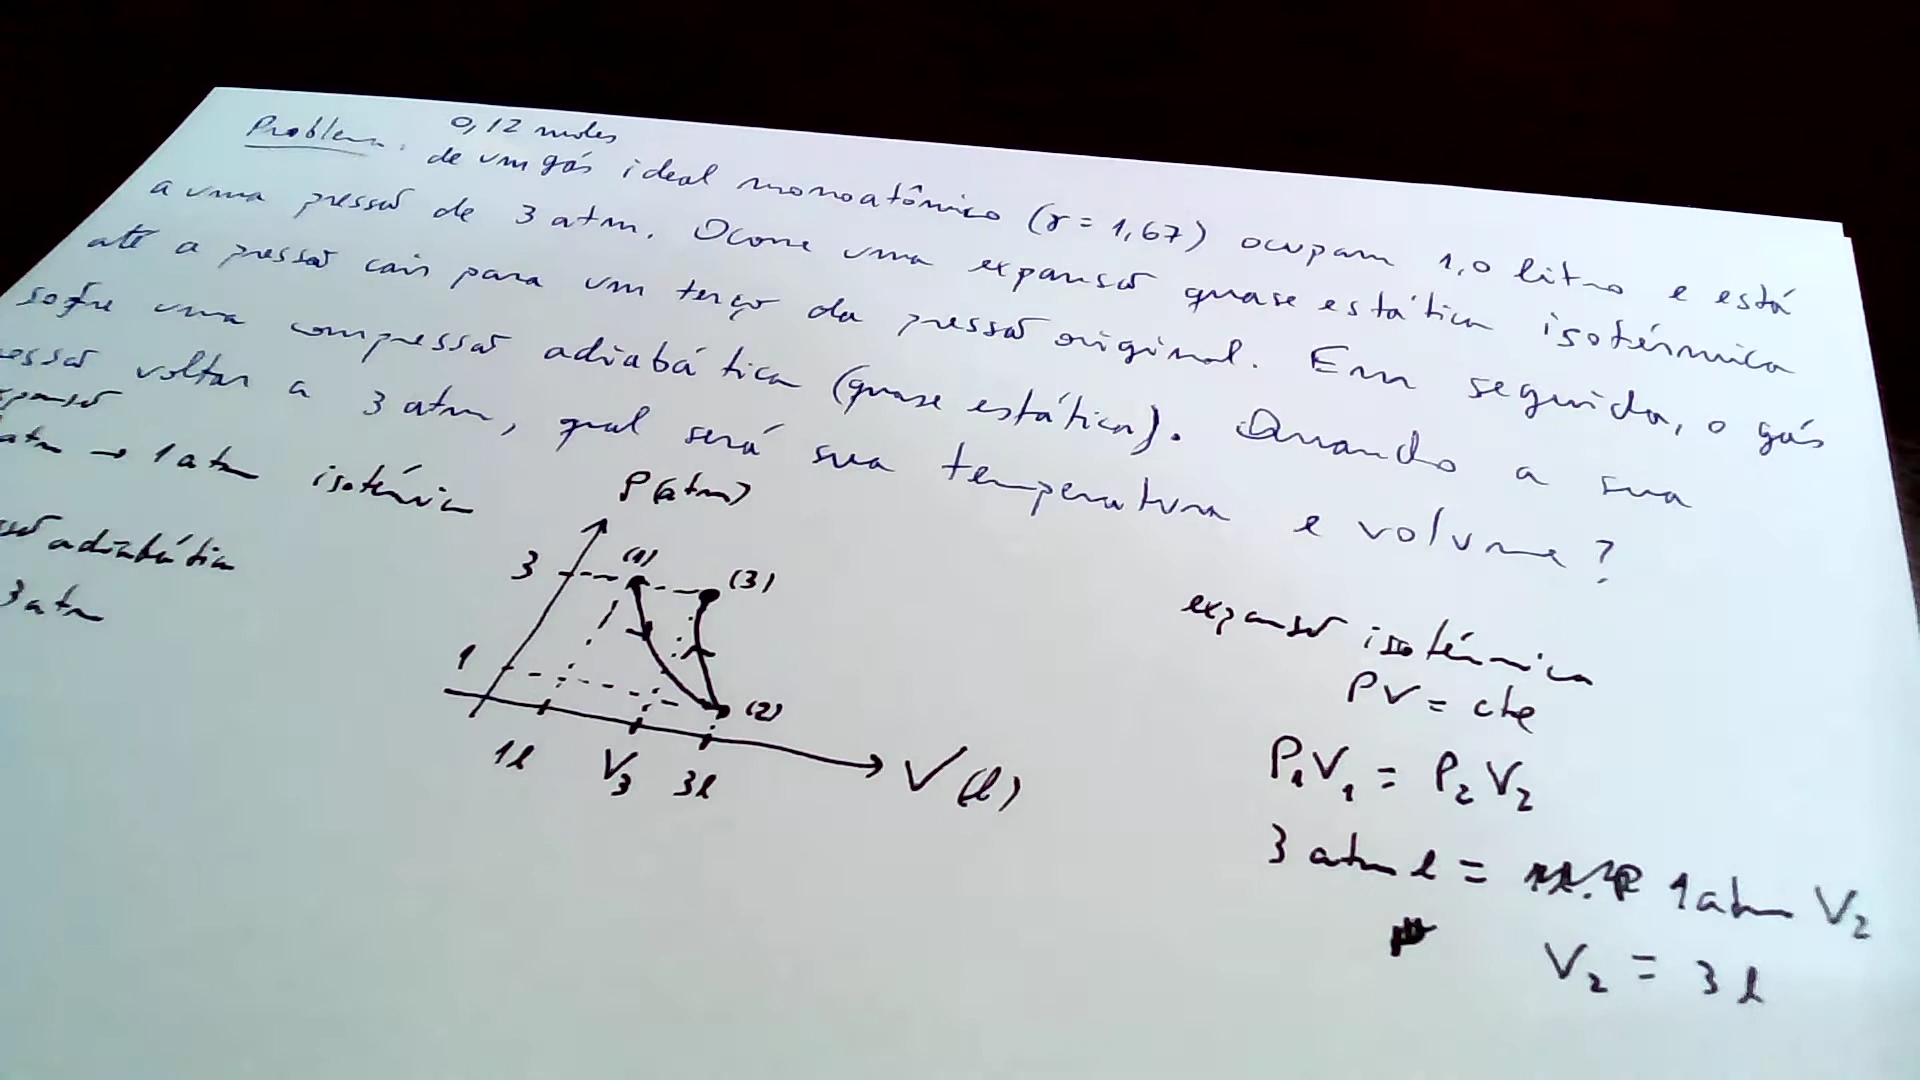 Problema. 0,12 moles
de um gás ideal monoatômico (γ = 1,67) ocupam 1,0 litro e está
a uma pressão de 3 atm. Ocorre uma expansão quase estática isotérmica
até a pressão cair para um terço da pressão original. Em seguida, o gás
sofre uma compressão adiabática (quase estática). Quando a sua
voltar a 3 atm, qual será sua temperatura e volume?
atm → 1 atm isotérmica
adiabática
3 atm
P(atm)
3
(1)
(3)
1
(2)
1l
V₃
3l
V(l)
expansão isotérmica
PV = cte
P₁V₁ = P₂V₂
3 atm l = 1 atm V₂
V₂ = 3 l